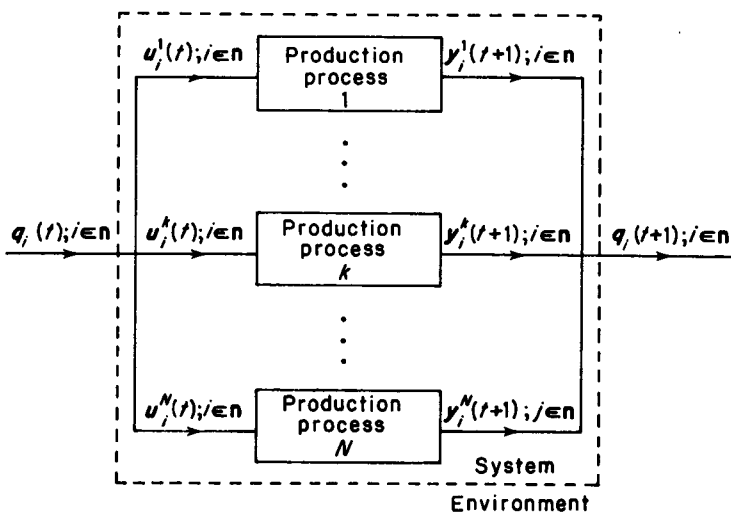 u_i^1(t); i∈n
Production process 1
y_i^1(t+1); i∈n
q_i(t); i∈n
u_i^k(t); i∈n
Production process k
y_i^k(t+1); i∈n
q_i(t+1); i∈n
u_i^N(t); i∈n
Production process N
y_i^N(t+1); j∈n
System
Environment